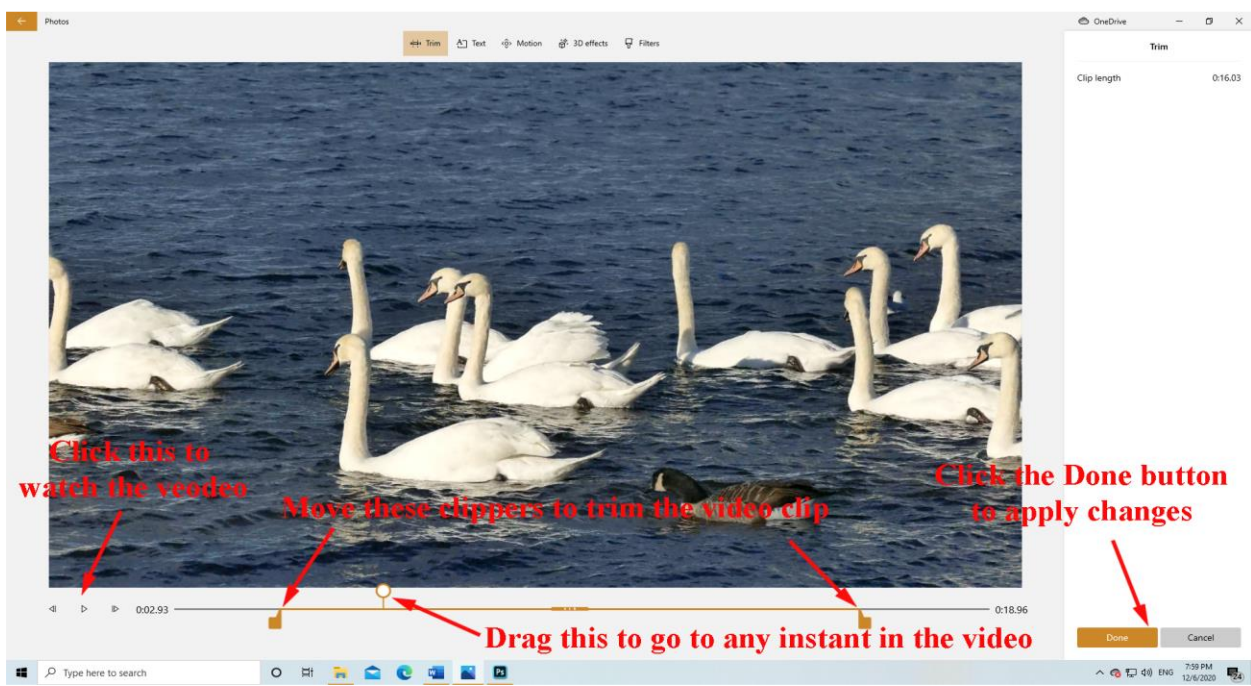 Photos
OneDrive
Trim
Text
Motion
3D effects
Filters
Trim
Clip length 0:16.03
Click this to
watch the veodeo
Move these clippers to trim the video clip
Click the Done button
to apply changes
0:02.93
0:18.96
Drag this to go to any instant in the video
Done
Cancel
Type here to search
W
Ps
ENG
7:59 PM
12/6/2020
24